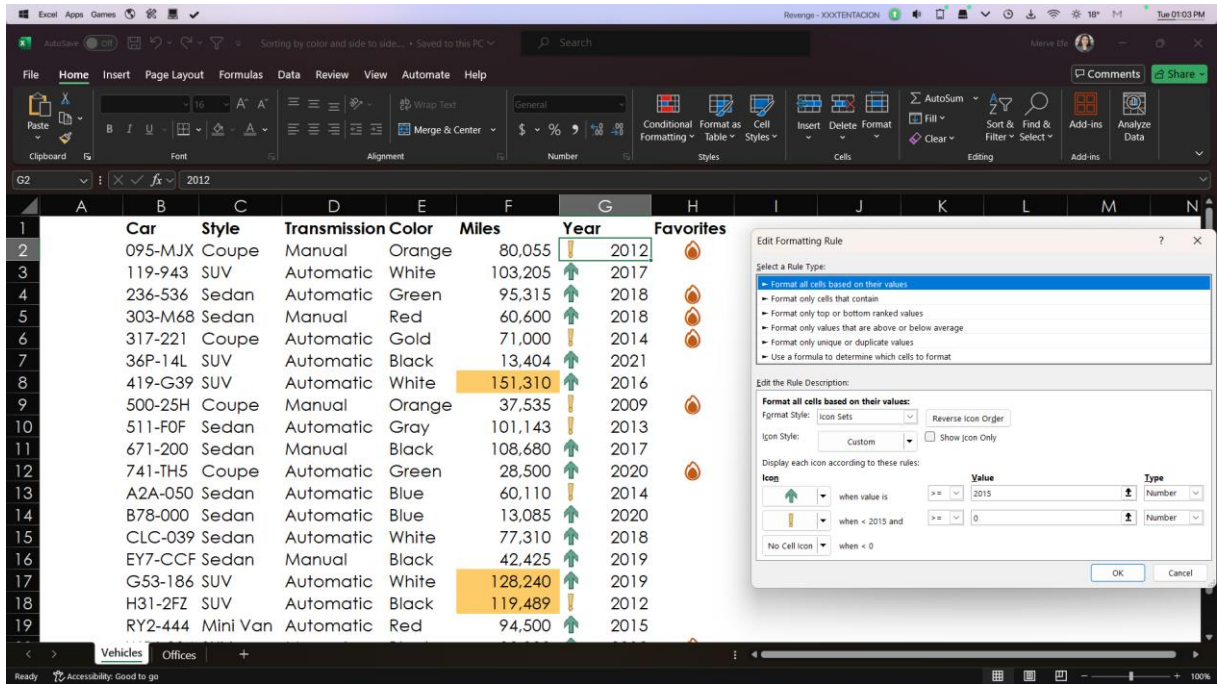 Excel Apps Games
Revenge - XXXTENTACION
18°
Tue 01:03 PM
AutoSave Off
Sorting by color and side to side... • Saved to this PC
Search
Merve Efe
File Home Insert Page Layout Formulas Data Review View Automate Help
Comments Share
Paste
16 A^ A˅
Wrap Text
General
Conditional Formatting
Format as Table
Cell Styles
Insert Delete Format
AutoSum
Fill
Clear
Sort & Filter
Find & Select
Add-ins
Analyze Data
B I U A
Merge & Center
$ % 9
Clipboard Font Alignment Number Styles Cells Editing Add-ins
G2 fx 2012
A B C D E F G H I J K L M N
1 Car Style Transmission Color Miles Year Favorites
2 095-MJX Coupe Manual Orange 80,055 2012
3 119-943 SUV Automatic White 103,205 2017
4 236-536 Sedan Automatic Green 95,315 2018
5 303-M68 Sedan Manual Red 60,600 2018
6 317-221 Coupe Automatic Gold 71,000 2014
7 36P-14L SUV Automatic Black 13,404 2021
8 419-G39 SUV Automatic White 151,310 2016
9 500-25H Coupe Manual Orange 37,535 2009
10 511-F0F Sedan Automatic Gray 101,143 2013
11 671-200 Sedan Manual Black 108,680 2017
12 741-TH5 Coupe Automatic Green 28,500 2020
13 A2A-050 Sedan Automatic Blue 60,110 2014
14 B78-000 Sedan Automatic Blue 13,085 2020
15 CLC-039 Sedan Automatic White 77,310 2018
16 EY7-CCF Sedan Manual Black 42,425 2019
17 G53-186 SUV Automatic White 128,240 2019
18 H31-2FZ SUV Automatic Black 119,489 2012
19 RY2-444 Mini Van Automatic Red 94,500 2015
Edit Formatting Rule ? ×
Select a Rule Type:
► Format all cells based on their values
► Format only cells that contain
► Format only top or bottom ranked values
► Format only values that are above or below average
► Format only unique or duplicate values
► Use a formula to determine which cells to format
Edit the Rule Description:
Format all cells based on their values:
Format Style: Icon Sets Reverse Icon Order
Icon Style: Custom Show Icon Only
Display each icon according to these rules:
Icon Value Type
when value is >= 2015 Number
when < 2015 and >= 0 Number
No Cell Icon when < 0
OK Cancel
Vehicles Offices +
Ready Accessibility: Good to go
100%